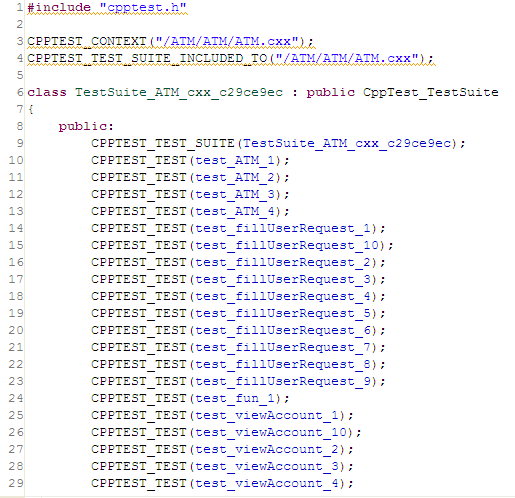 1 #include "cpptest.h"
2
3 CPPTEST_CONTEXT("/ATM/ATM/ATM.cxx");
4 CPPTEST_TEST_SUITE_INCLUDED_TO("/ATM/ATM/ATM.cxx");
5
6 class TestSuite_ATM_cxx_c29ce9ec : public CppTest_TestSuite
7 {
8     public:
9         CPPTEST_TEST_SUITE(TestSuite_ATM_cxx_c29ce9ec);
10         CPPTEST_TEST(test_ATM_1);
11         CPPTEST_TEST(test_ATM_2);
12         CPPTEST_TEST(test_ATM_3);
13         CPPTEST_TEST(test_ATM_4);
14         CPPTEST_TEST(test_fillUserRequest_1);
15         CPPTEST_TEST(test_fillUserRequest_10);
16         CPPTEST_TEST(test_fillUserRequest_2);
17         CPPTEST_TEST(test_fillUserRequest_3);
18         CPPTEST_TEST(test_fillUserRequest_4);
19         CPPTEST_TEST(test_fillUserRequest_5);
20         CPPTEST_TEST(test_fillUserRequest_6);
21         CPPTEST_TEST(test_fillUserRequest_7);
22         CPPTEST_TEST(test_fillUserRequest_8);
23         CPPTEST_TEST(test_fillUserRequest_9);
24         CPPTEST_TEST(test_fun_1);
25         CPPTEST_TEST(test_viewAccount_1);
26         CPPTEST_TEST(test_viewAccount_10);
27         CPPTEST_TEST(test_viewAccount_2);
28         CPPTEST_TEST(test_viewAccount_3);
29         CPPTEST_TEST(test_viewAccount_4);